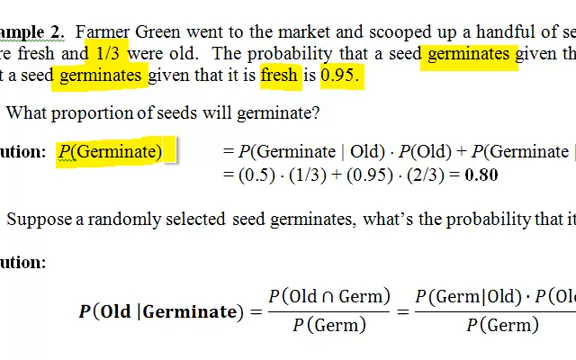 ample 2. Farmer Green went to the market and scooped up a handful of se
re fresh and 1/3 were old. The probability that a seed germinates given th
t a seed germinates given that it is fresh is 0.95.
What proportion of seeds will germinate?
ution: P(Germinate) = P(Germinate | Old) · P(Old) + P(Germinate |
= (0.5) · (1/3) + (0.95) · (2/3) = 0.80
Suppose a randomly selected seed germinates, what's the probability that it
ution:
P(Old |Germinate) = P(Old ∩ Germ) / P(Germ) = P(Germ|Old) · P(Ol / P(Germ)